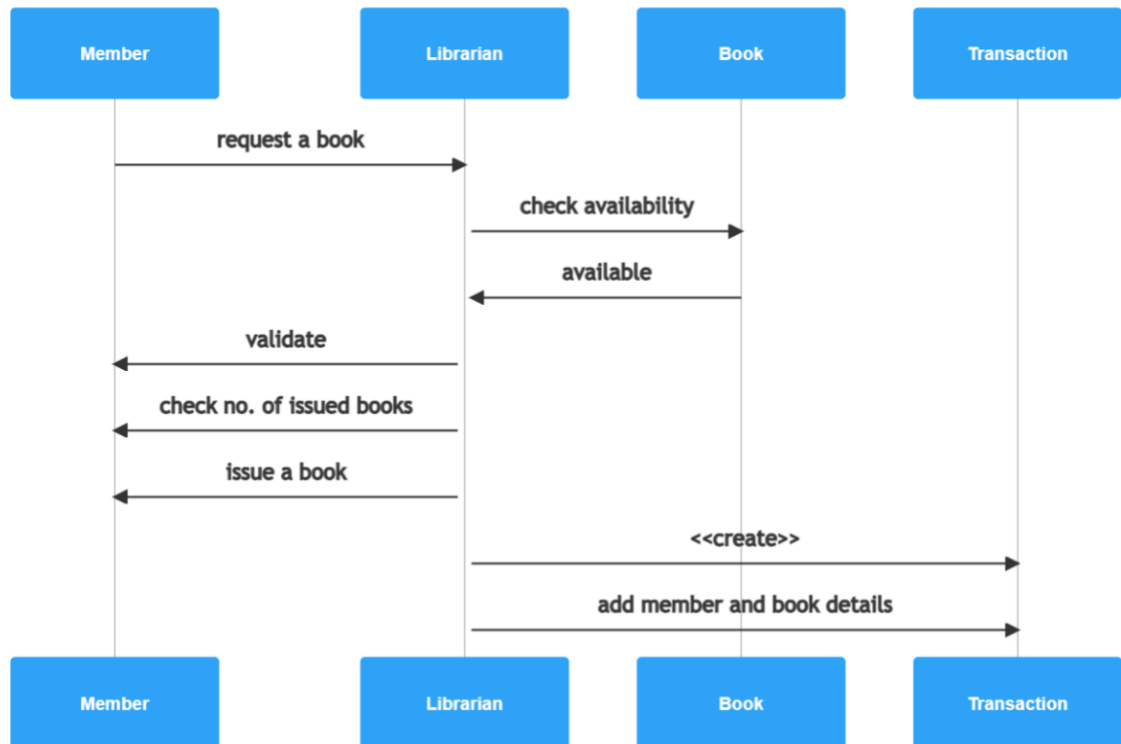 Member
Librarian
Book
Transaction
request a book
check availability
available
validate
check no. of issued books
issue a book
<<create>>
add member and book details
Member
Librarian
Book
Transaction